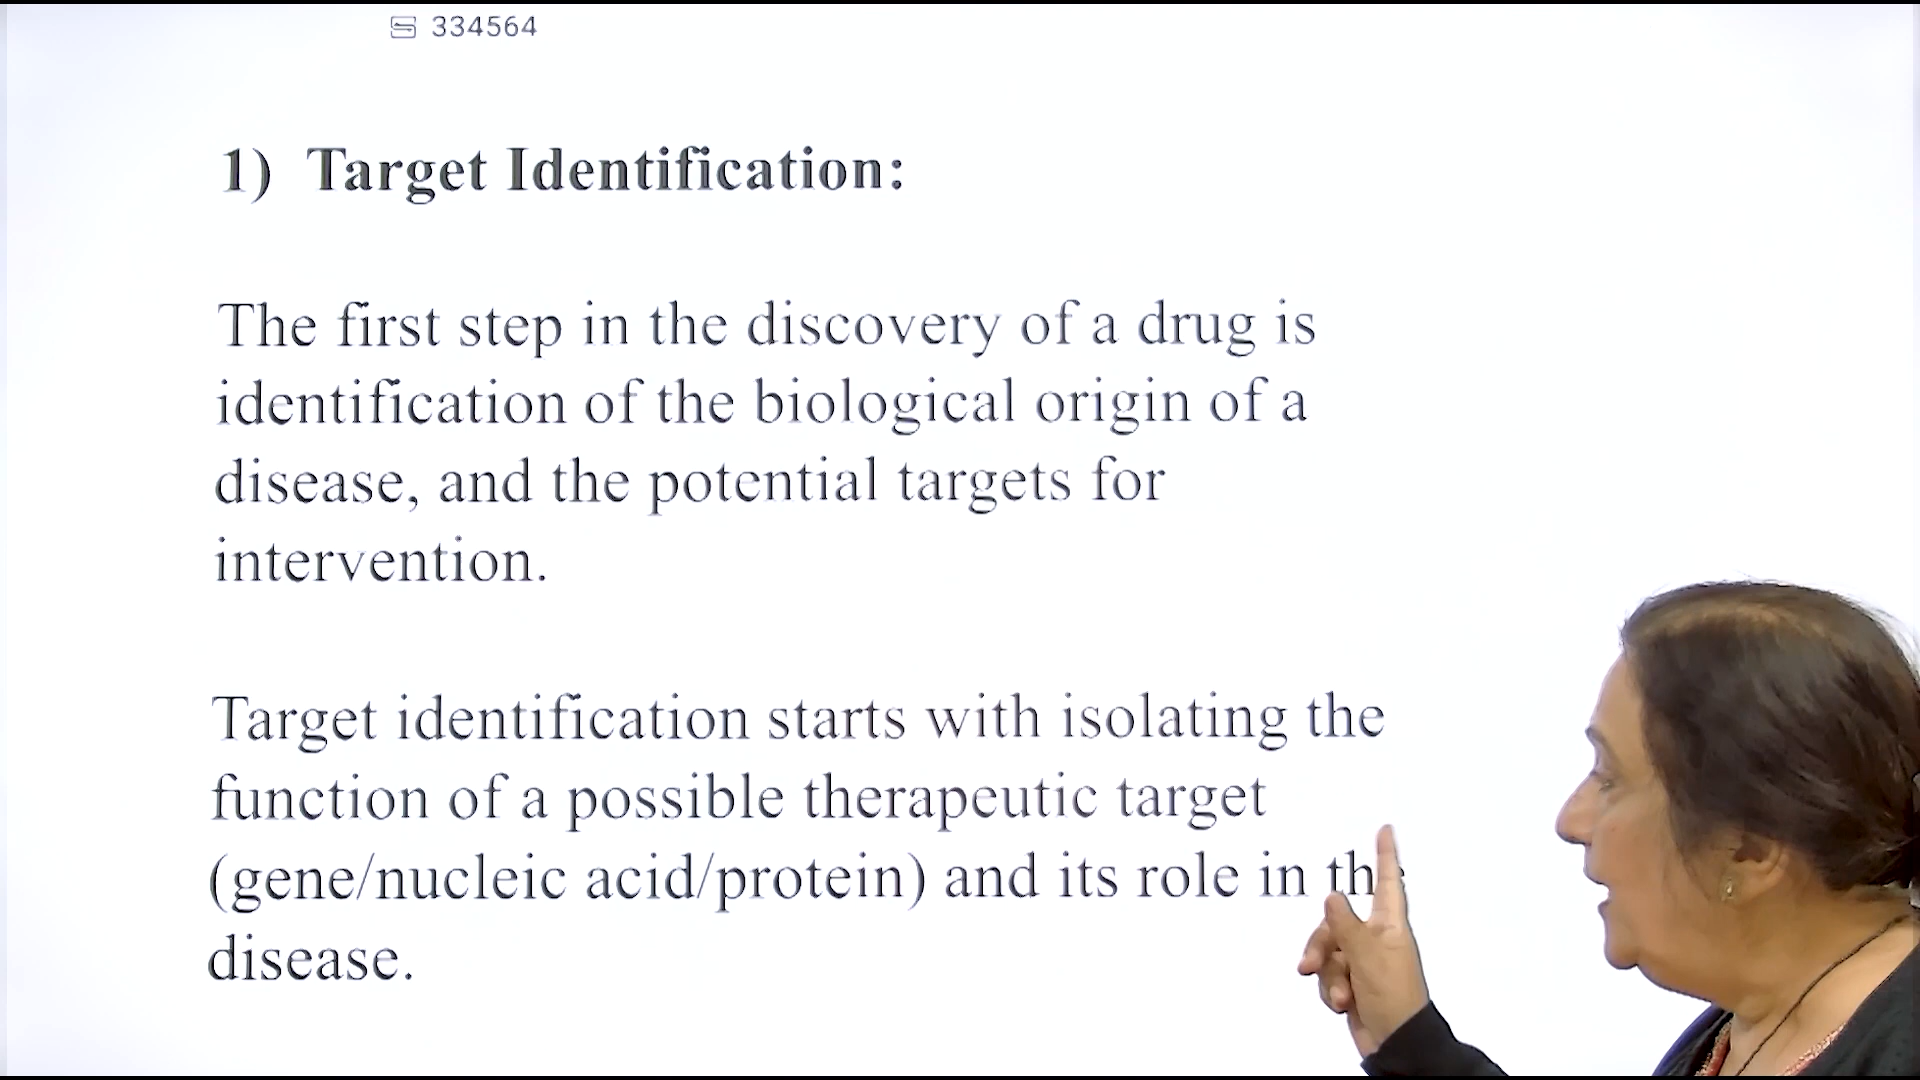 334564
1) Target Identification:
The first step in the discovery of a drug is
identification of the biological origin of a
disease, and the potential targets for
intervention.
Target identification starts with isolating the
function of a possible therapeutic target
(gene/nucleic acid/protein) and its role in the
disease.